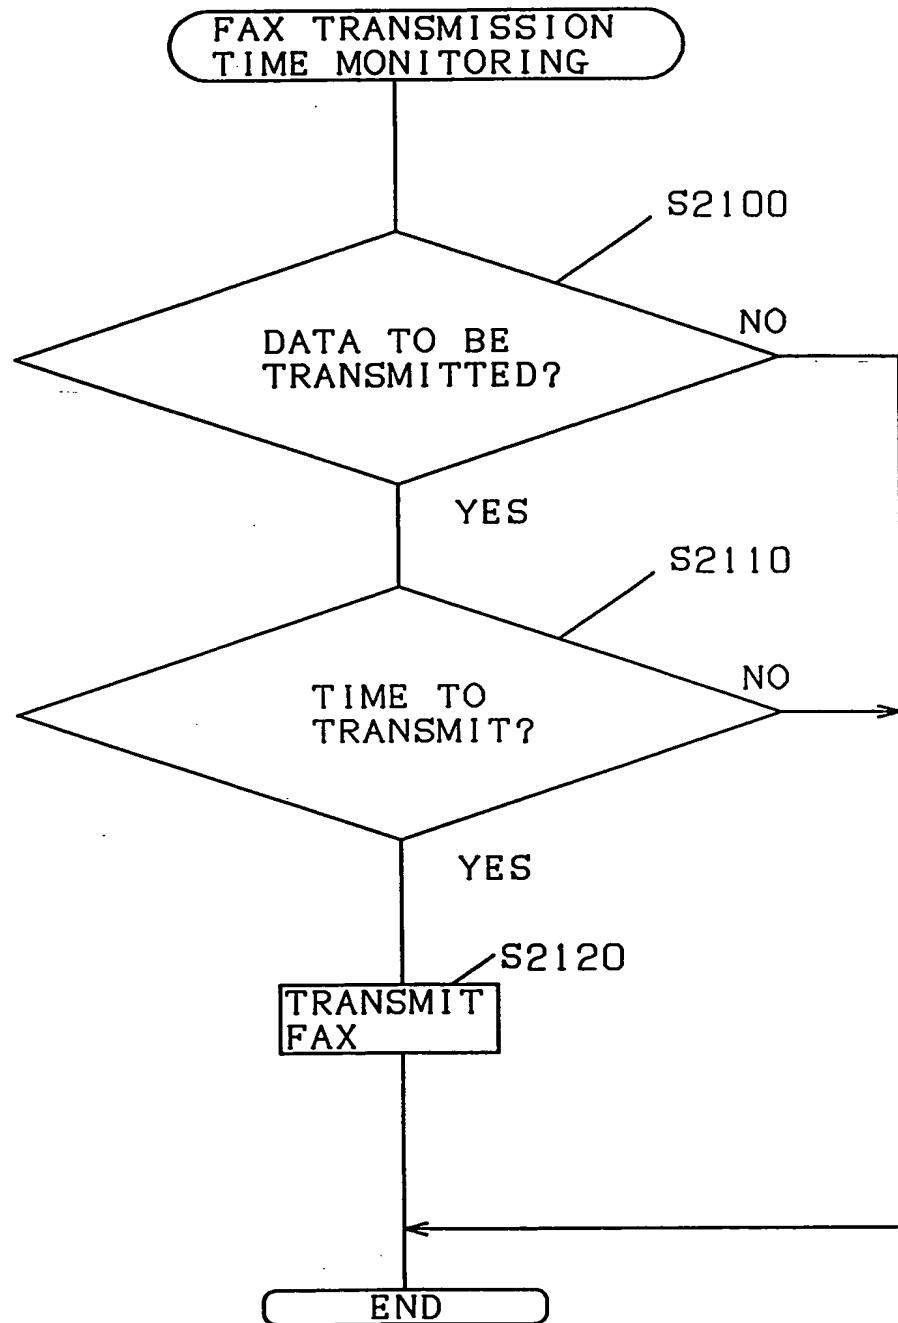 FAX TRANSMISSION
TIME MONITORING
S2100
NO
DATA TO BE
TRANSMITTED?
YES
S2110
NO
TIME TO
TRANSMIT?
YES
S2120
TRANSMIT
FAX
END